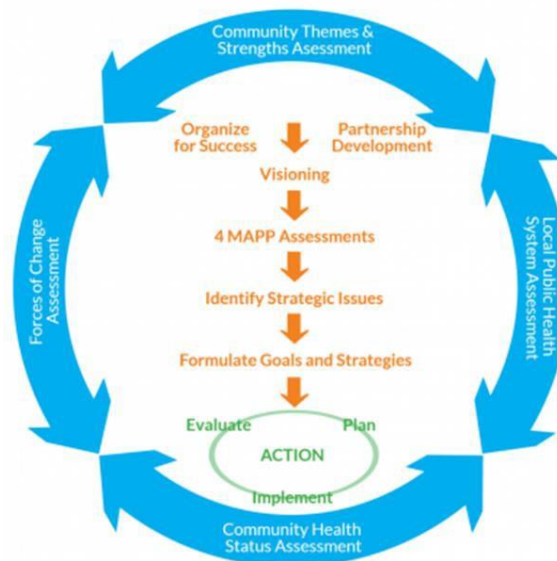 Community Themes &
Strengths Asessment
Organize
for Success
Partnership
Development
Visioning
4 MAPP Assessments
Forces of Change
Assessment
Local Public Health
System Assessment
Identify Strategic Issues
Formulate Goals and Strategies
Evaluate
Plan
ACTION
Implement
Community Health
Status Assessment